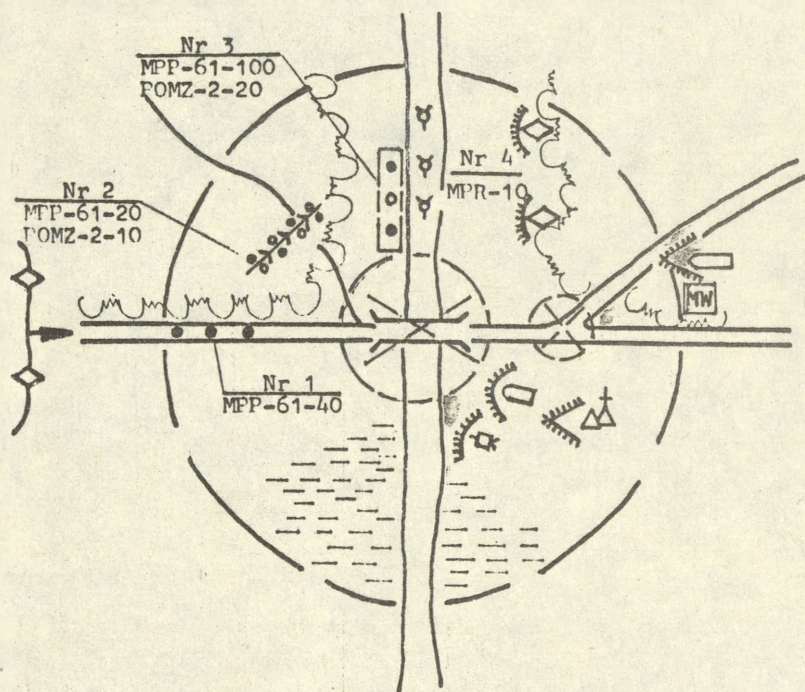 Nr 3
MPP-61-100
POMZ-2-20
Nr 4
MPR-10
Nr 2
MPP-61-20
POMZ-2-10
MW
Nr 1
MPP-61-40